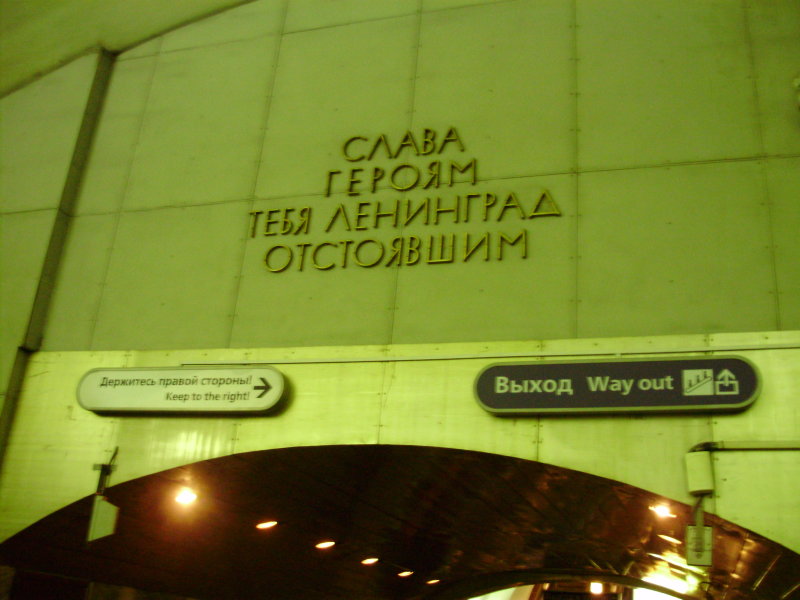 СЛАВА
ГЕРОЯМ
ТЕБЯ ЛЕНИНГРАД
ОТСТОЯВШИМ
Держитесь правой стороны!
Keep to the right!
Выход Way out